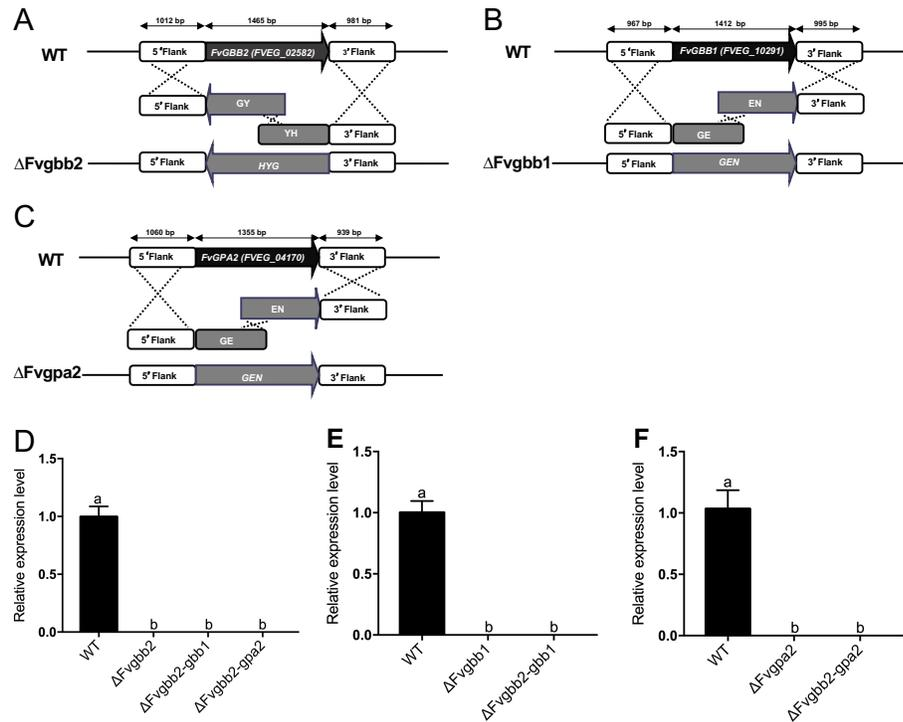 A
1012 bp 1465 bp 981 bp
WT
5' Flank FvGBB2 (FVEG_02582) 3' Flank
5' Flank GY
YH 3' Flank
ΔFvgbb2
5' Flank HYG 3' Flank
B
967 bp 1412 bp 995 bp
WT
5' Flank FvGBB1 (FVEG_10291) 3' Flank
EN 3' Flank
5' Flank GE
ΔFvgbb1
5' Flank GEN 3' Flank
C
1060 bp 1355 bp 939 bp
WT
5' Flank FvGPA2 (FVEG_04170) 3' Flank
EN 3' Flank
5' Flank GE
ΔFvgpa2
5' Flank GEN 3' Flank
D
Relative expression level
1.5
1.0
0.5
0.0
a b b b
WT ΔFvgbb2 ΔFvgbb2-gbb1 ΔFvgbb2-gpa2
E
Relative expression level
1.5
1.0
0.5
0.0
a b b
WT ΔFvgbb1 ΔFvgbb2-gbb1
F
Relative expression level
1.5
1.0
0.5
0.0
a b b
WT ΔFvgpa2 ΔFvgbb2-gpa2